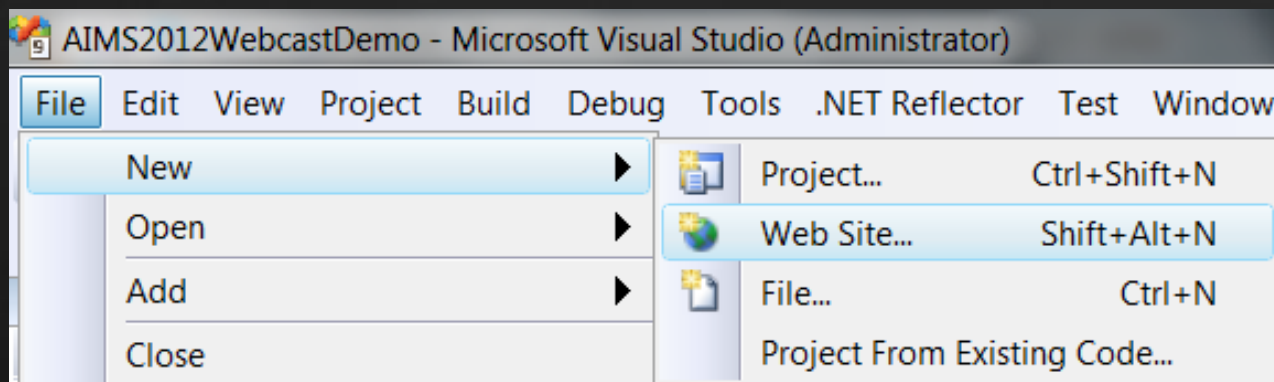 9 AIMS2012WebcastDemo - Microsoft Visual Studio (Administrator)
File Edit View Project Build Debug Tools .NET Reflector Test Window
New
Open
Add
Close
Project... Ctrl+Shift+N
Web Site... Shift+Alt+N
File... Ctrl+N
Project From Existing Code...